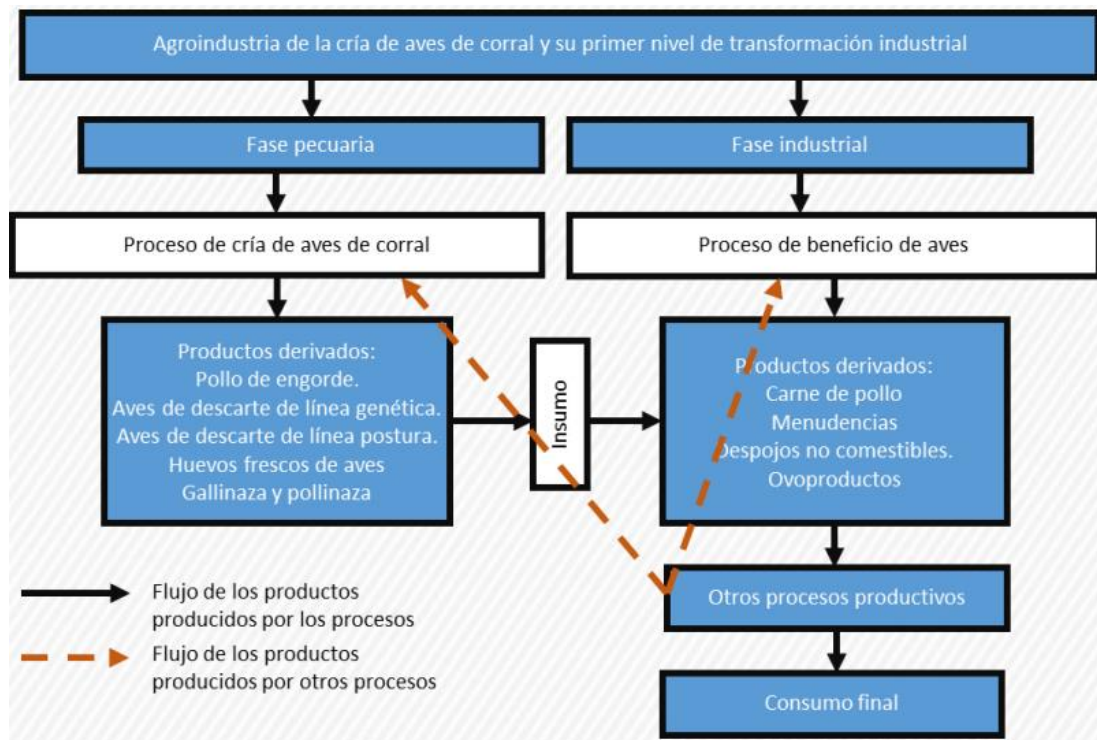 Agroindustria de la cría de aves de corral y su primer nivel de transformación industrial
Fase pecuaria
Fase industrial
Proceso de cría de aves de corral
Proceso de beneficio de aves
Productos derivados:
Pollo de engorde.
Aves de descarte de línea genética.
Aves de descarte de línea postura.
Huevos frescos de aves
Gallinaza y pollinaza
Insumo
Productos derivados:
Carne de pollo
Menudencias
Despojos no comestibles.
Ovoproductos
Flujo de los productos
producidos por los procesos
Flujo de los productos
producidos por otros procesos
Otros procesos productivos
Consumo final